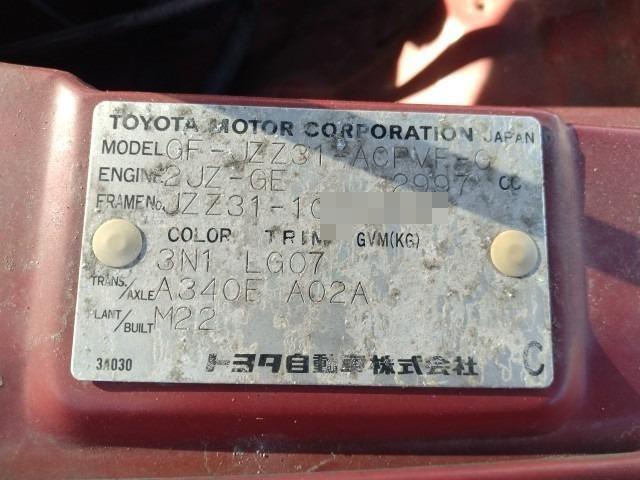 TOYOTA MOTOR CORPORATION JAPAN
MODEL GF-JZZ31-ACPVF-C
ENGINE 2JZ-GE 2997 CC
FRAME No. JZZ31-10
COLOR TRIM GVM(KG)
3N1 LG07
TRANS./AXLE A340E A02A
PLANT/BUILT M22
3A030 トヨタ自動車株式会社 C